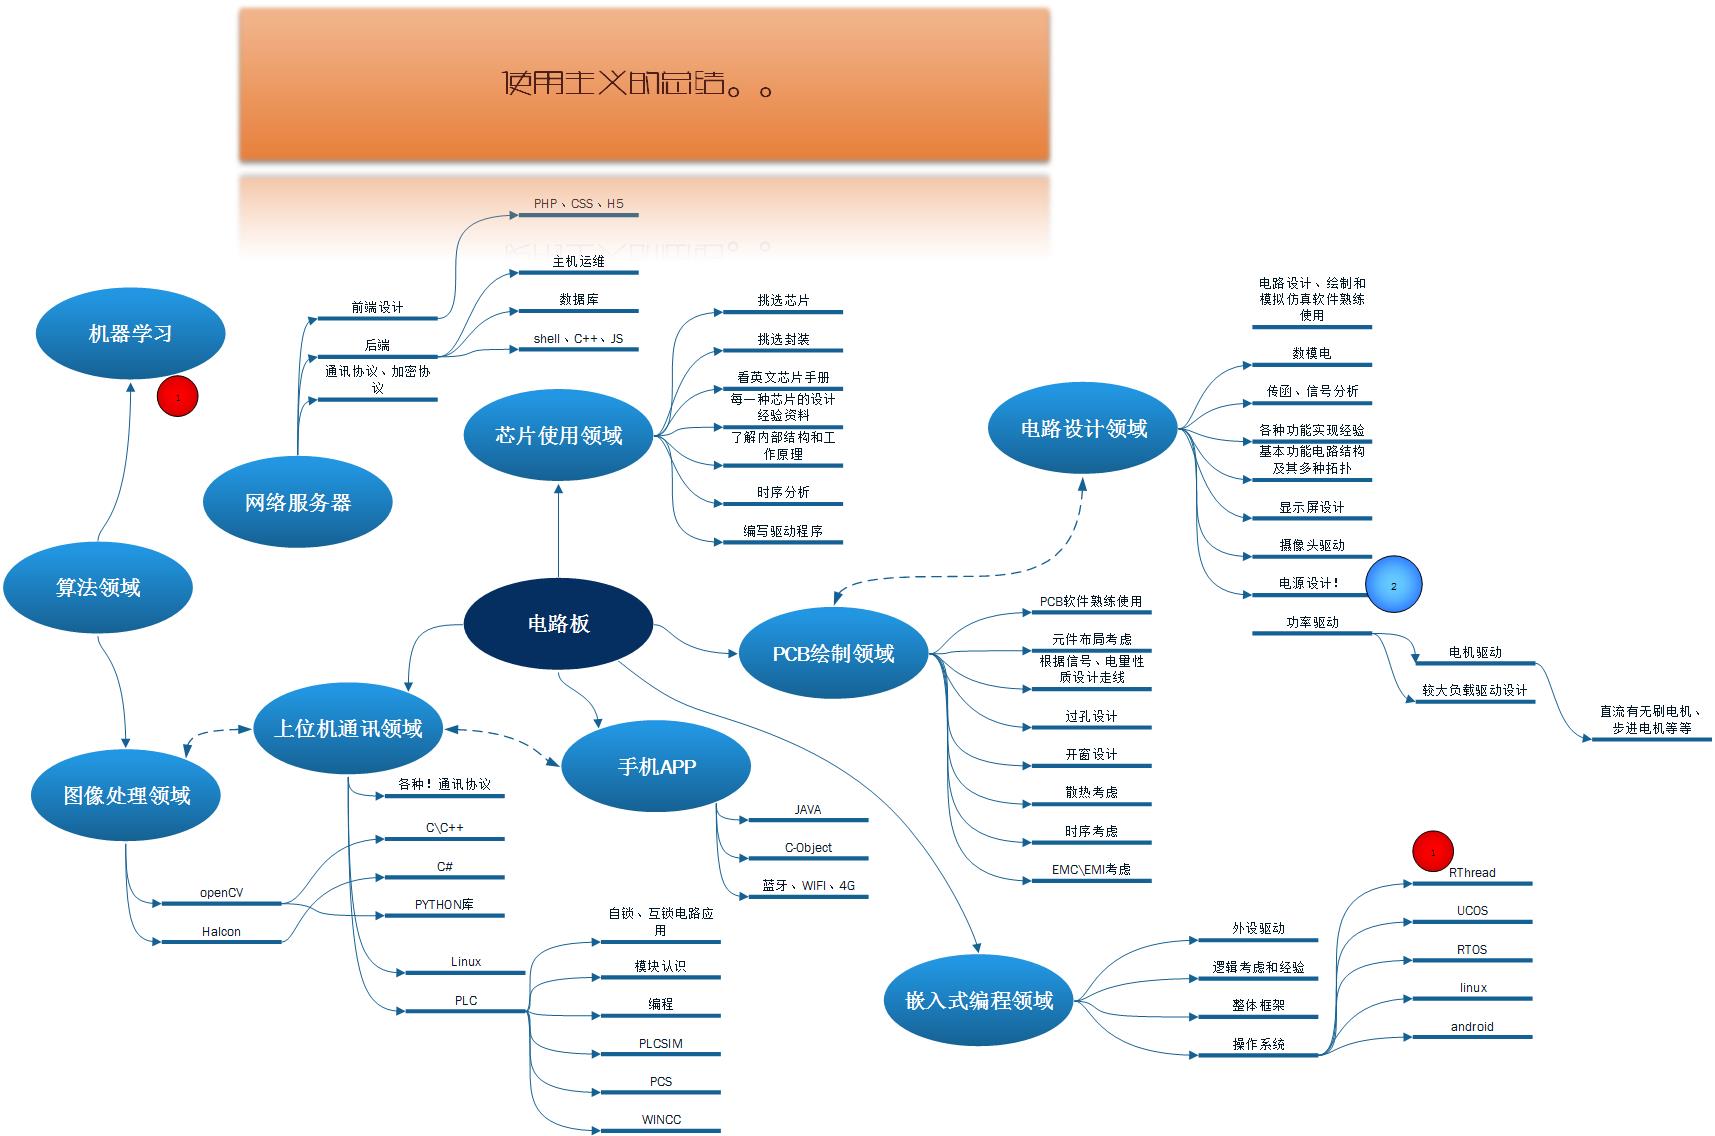 使用主义的总结。。
PHP、CSS、H5
主机运维
数据库
shell、C++、JS
前端设计
后端
通讯协议、加密协
议
机器学习
1
网络服务器
算法领域
挑选芯片
挑选封装
看英文芯片手册
每一种芯片的设计
经验资料
了解内部结构和工
作原理
时序分析
编写驱动程序
芯片使用领域
电路设计、绘制和
模拟仿真软件熟练
使用
数模电
传函、信号分析
各种功能实现经验
基本功能电路结构
及其多种拓扑
显示屏设计
摄像头驱动
电源设计！
2
功率驱动
电机驱动
较大负载驱动设计
直流有无刷电机、
步进电机等等
电路设计领域
电路板
PCB绘制领域
PCB软件熟练使用
元件布局考虑
根据信号、电量性
质设计走线
过孔设计
开窗设计
散热考虑
时序考虑
EMC\EMI考虑
上位机通讯领域
手机APP
图像处理领域
各种！通讯协议
C\C++
C#
PYTHON库
openCV
Halcon
JAVA
C-Object
蓝牙、WIFI、4G
Linux
PLC
自锁、互锁电路应
用
模块认识
编程
PLCSIM
PCS
WINCC
嵌入式编程领域
外设驱动
逻辑考虑和经验
整体框架
操作系统
1
RThread
UCOS
RTOS
linux
android